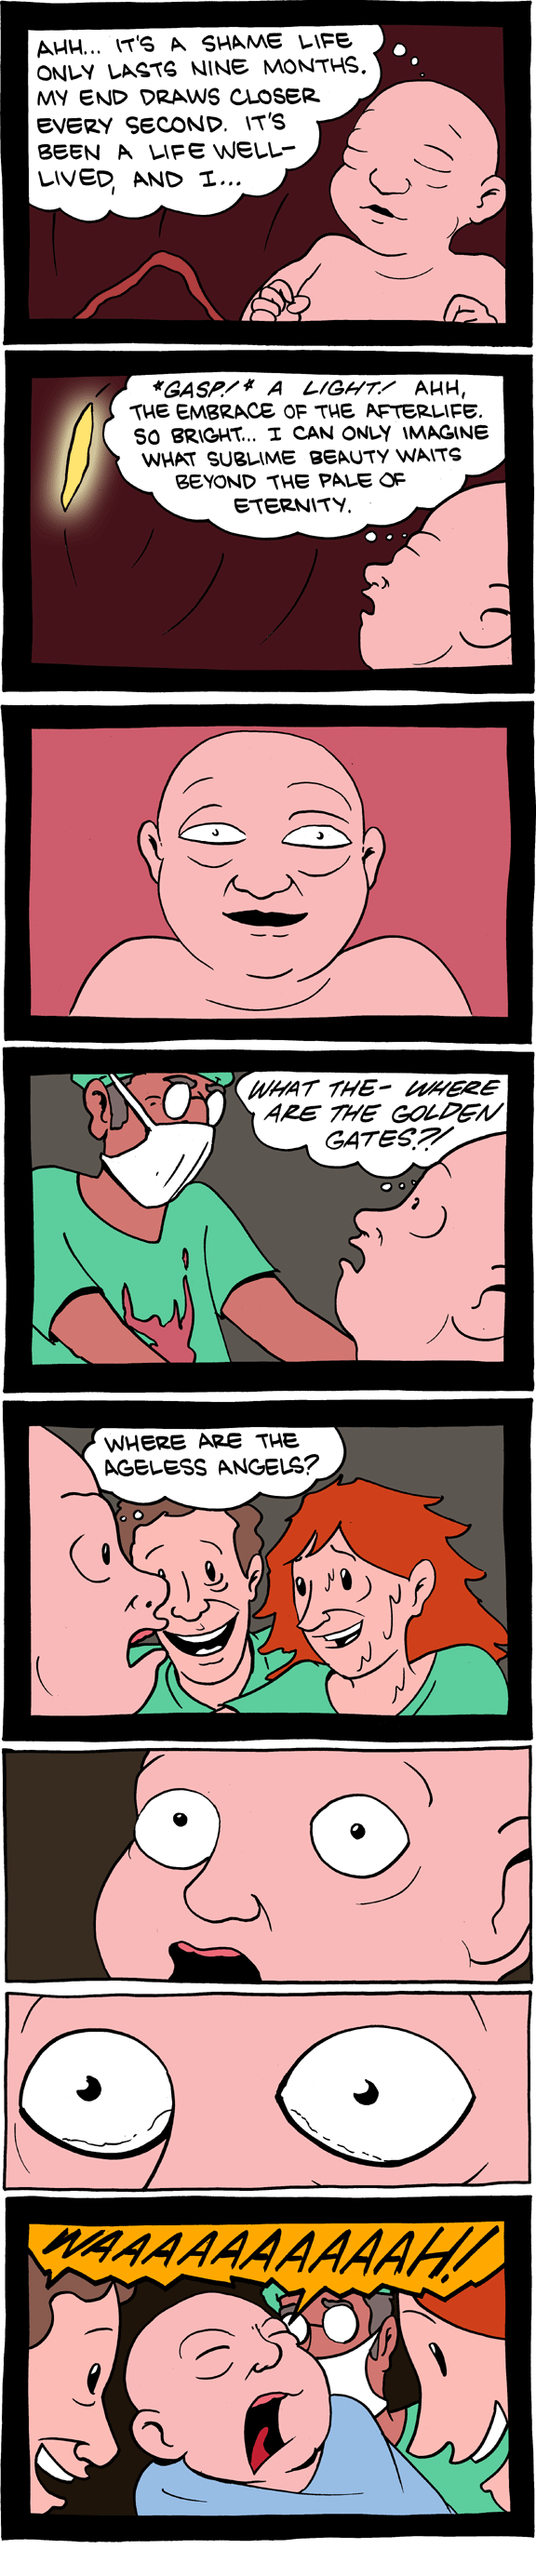 AHH... IT'S A SHAME LIFE
ONLY LASTS NINE MONTHS.
MY END DRAWS CLOSER
EVERY SECOND. IT'S
BEEN A LIFE WELL-
LIVED, AND I...
*GASP!* A LIGHT! AHH,
THE EMBRACE OF THE AFTERLIFE.
SO BRIGHT... I CAN ONLY IMAGINE
WHAT SUBLIME BEAUTY WAITS
BEYOND THE PALE OF
ETERNITY.
WHAT THE- WHERE
ARE THE GOLDEN
GATES?!
WHERE ARE THE
AGELESS ANGELS?
WAAAAAAAAAAAH!